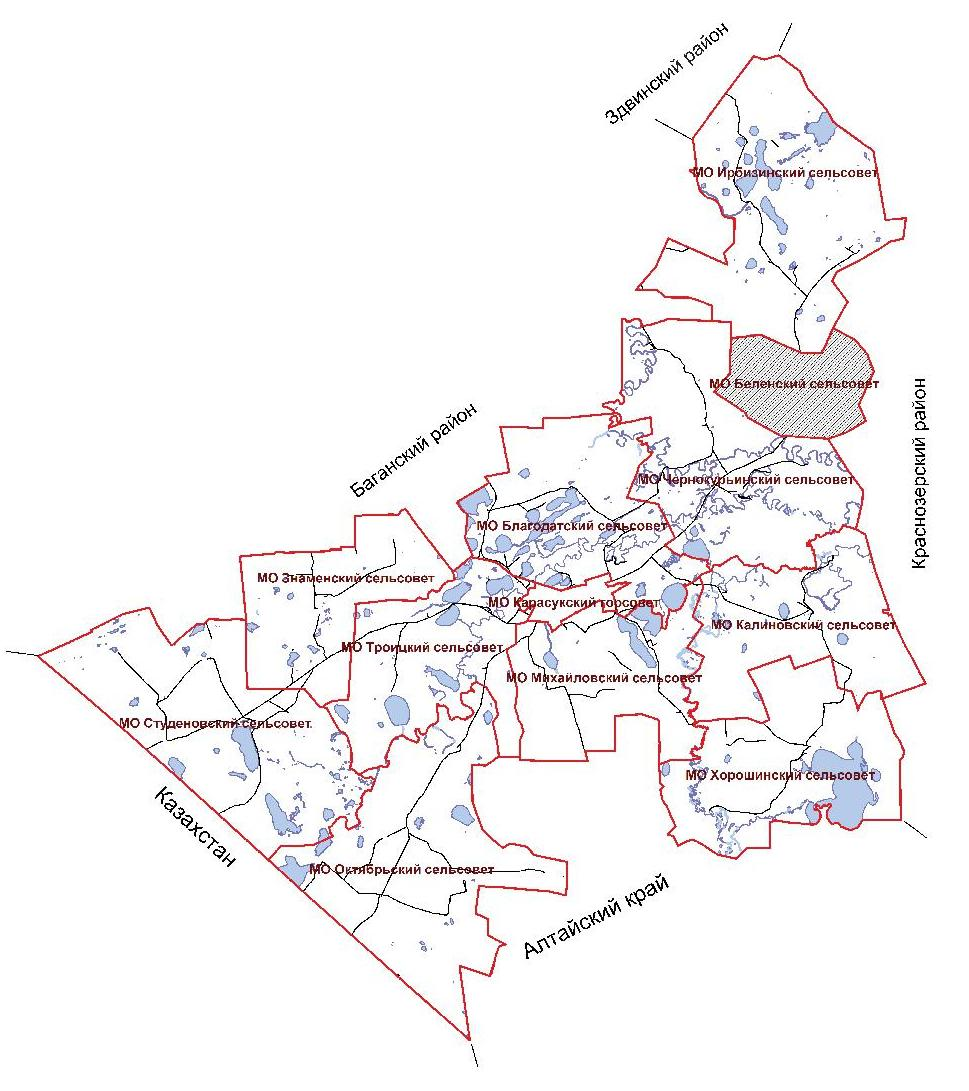 Здвинский район
МО Ирбизинский сельсовет
МО Беленский сельсовет
Краснозерский район
Баганский район
МО Чернокурьинский сельсовет
МО Благодатский сельсовет
МО Знаменский сельсовет
МО Карасукский горсовет
МО Калиновский сельсовет
МО Троицкий сельсовет
МО Михайловский сельсовет
МО Студеновский сельсовет
МО Хорошинский сельсовет
Казахстан
МО Октябрьский сельсовет
Алтайский край